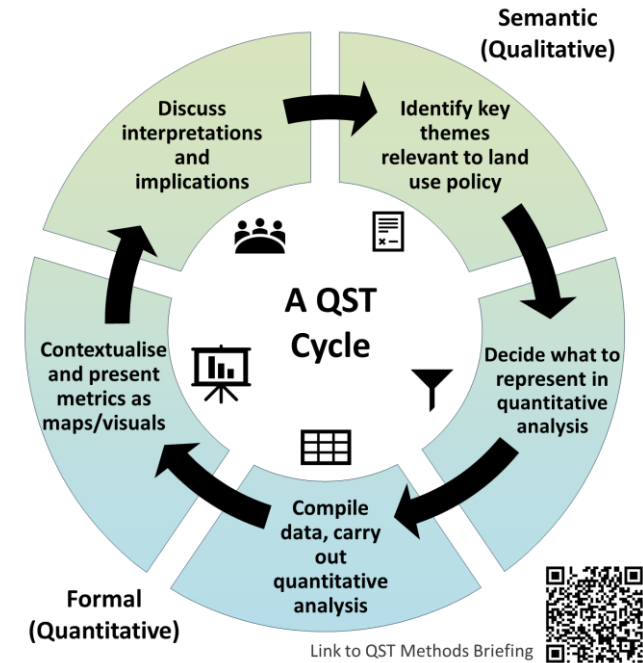 Semantic
(Qualitative)
Discuss
interpretations
and
implications
Identify key
themes
relevant to land
use policy
A QST
Cycle
Contextualise
and present
metrics as
maps/visuals
Decide what to
represent in
quantitative
analysis
Compile
data, carry
out
quantitative
analysis
Formal
(Quantitative)
Link to QST Methods Briefing